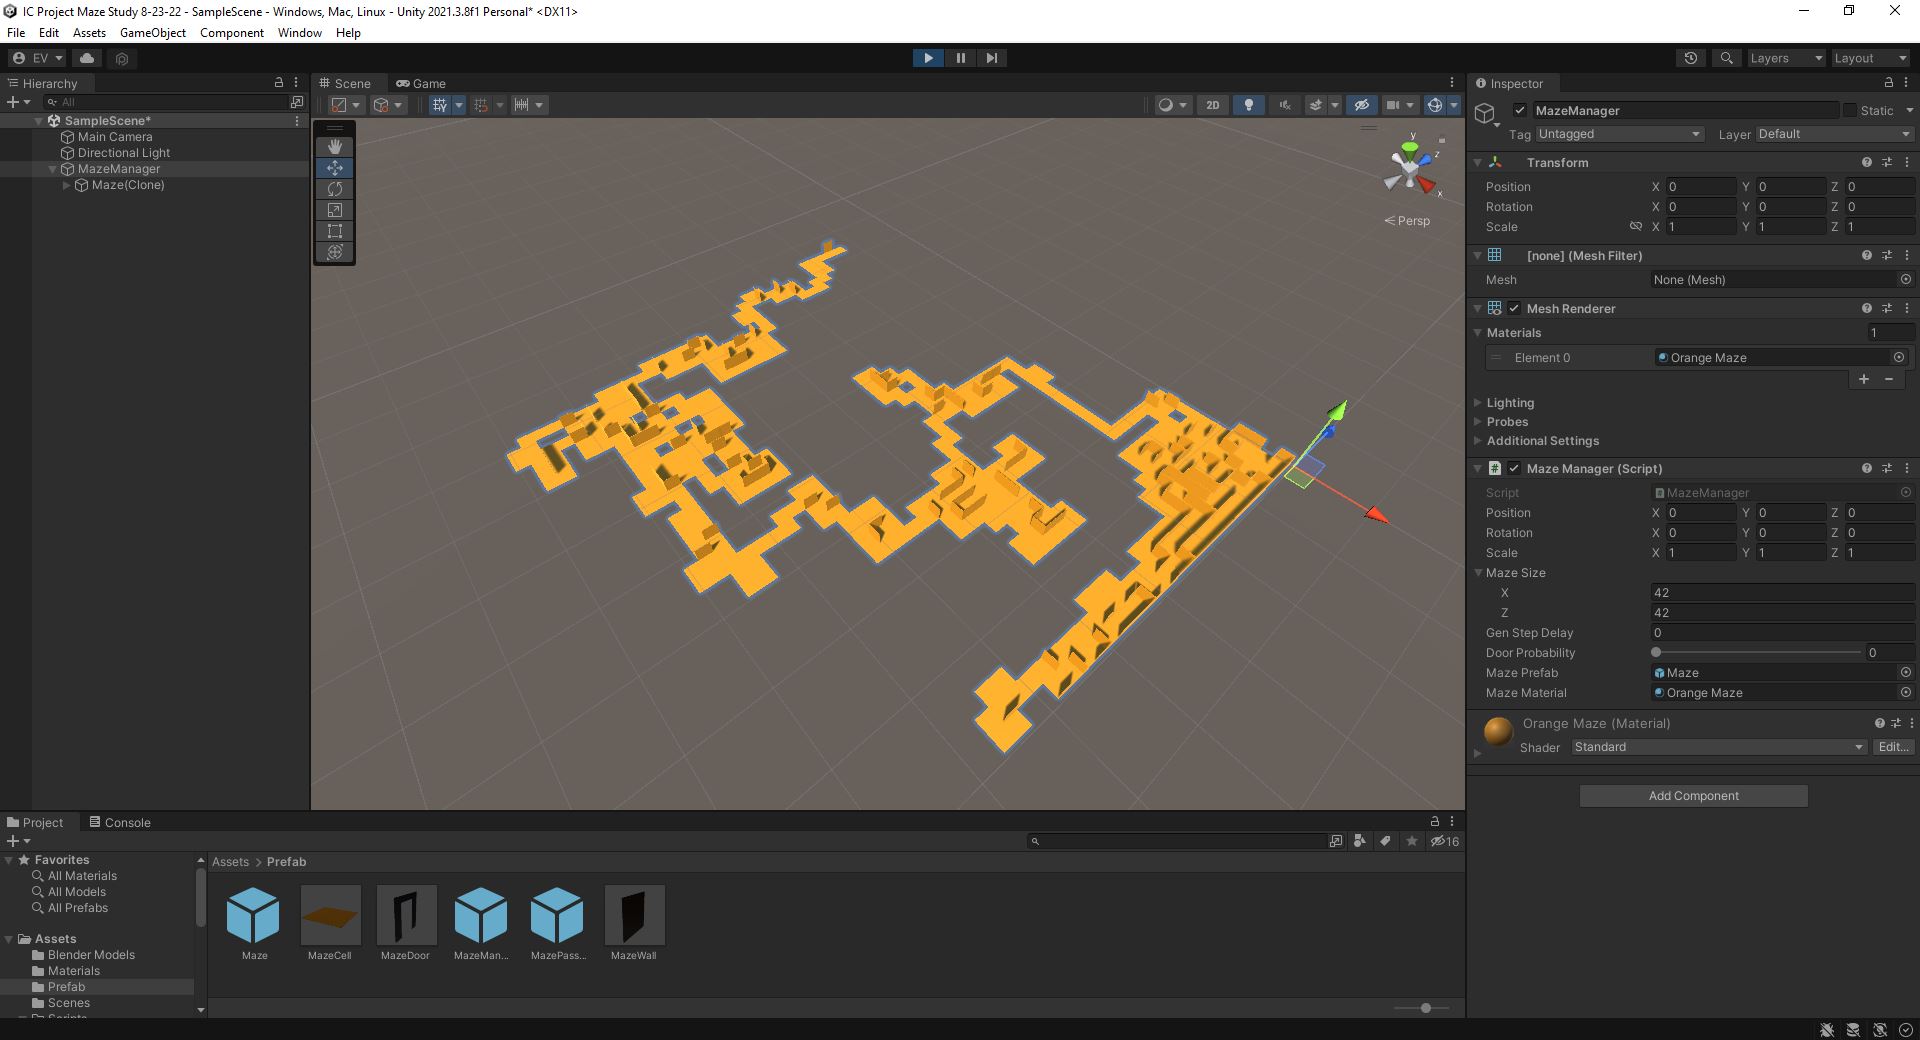 IC Project Maze Study 8-23-22 - SampleScene - Windows, Mac, Linux - Unity 2021.3.8f1 Personal* <DX11>
File Edit Assets GameObject Component Window Help
EV
Layers
Layout
Hierarchy
All
SampleScene*
Main Camera
Directional Light
MazeManager
Maze(Clone)
Scene
Game
2D
y
z
x
Persp
Inspector
MazeManager
Static
Tag Untagged Layer Default
Transform
Position X 0 Y 0 Z 0
Rotation X 0 Y 0 Z 0
Scale X 1 Y 1 Z 1
[none] (Mesh Filter)
Mesh None (Mesh)
Mesh Renderer
Materials 1
Element 0 Orange Maze
+ −
Lighting
Probes
Additional Settings
# Maze Manager (Script)
Script MazeManager
Position X 0 Y 0 Z 0
Rotation X 0 Y 0 Z 0
Scale X 1 Y 1 Z 1
Maze Size
X 42
Z 42
Gen Step Delay 0
Door Probability 0
Maze Prefab Maze
Maze Material Orange Maze
Orange Maze (Material)
Shader Standard Edit...
Add Component
Project
Console
16
Favorites
All Materials
All Models
All Prefabs
Assets
Blender Models
Materials
Prefab
Scenes
Scripts
Assets > Prefab
Maze
MazeCell
MazeDoor
MazeMan...
MazePass...
MazeWall